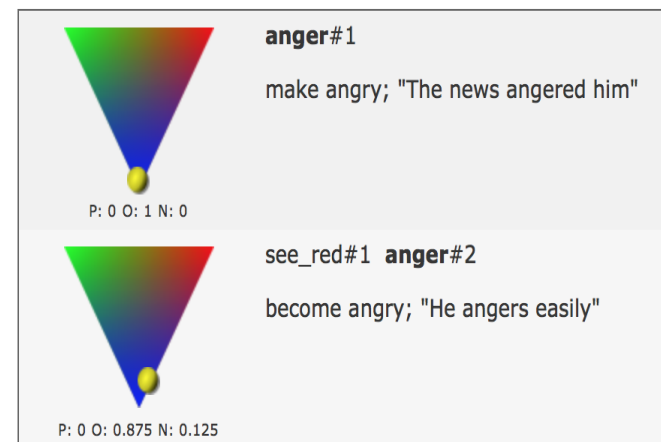 anger#1
make angry; "The news angered him"
P: 0 O: 1 N: 0
see_red#1 anger#2
become angry; "He angers easily"
P: 0 O: 0.875 N: 0.125